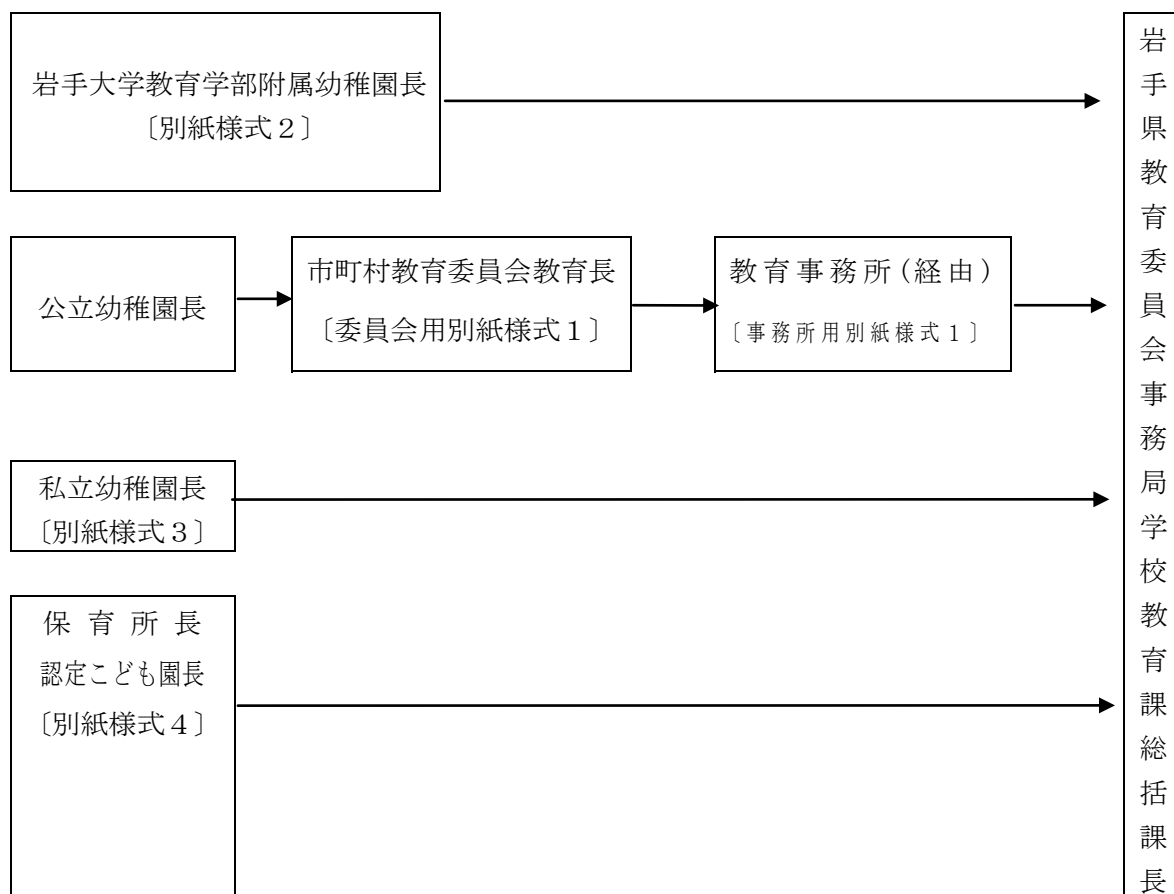 岩手大学教育学部附属幼稚園長
〔別紙様式２〕
公立幼稚園長
市町村教育委員会教育長
〔委員会用別紙様式１〕
教育事務所（経由）
〔事務所用別紙様式１〕
私立幼稚園長
〔別紙様式３〕
保育所長
認定こども園長
〔別紙様式４〕
岩手県教育委員会事務局学校教育課総括課長